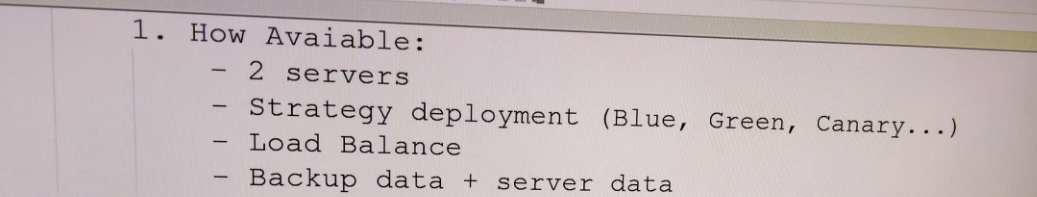 1. How Avaiable:
- 2 servers
- Strategy deployment (Blue, Green, Canary...)
- Load Balance
- Backup data + server data